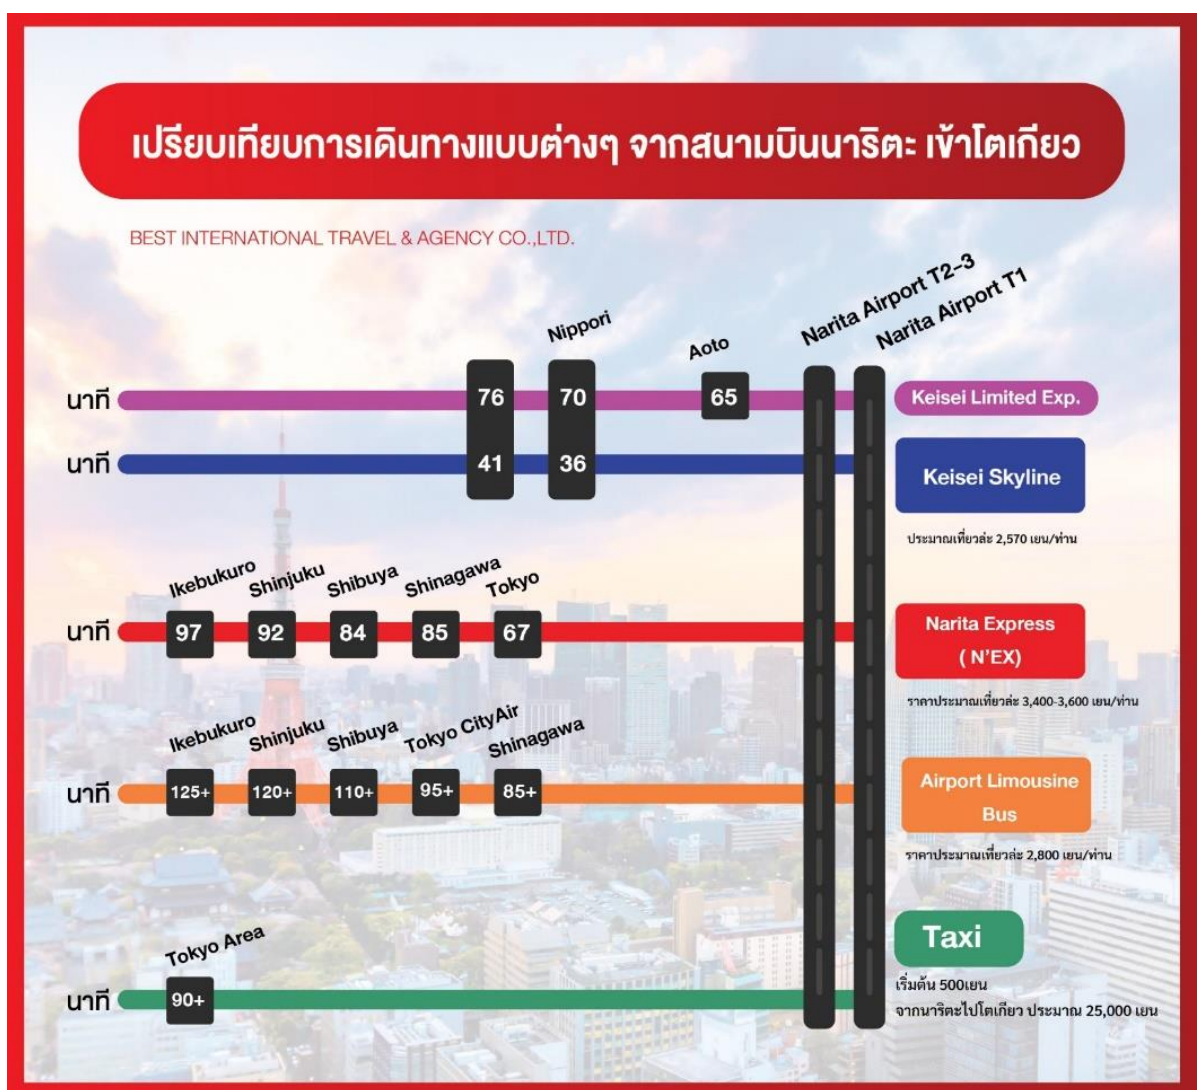 เปรียบเทียบการเดินทางแบบต่างๆ จากสนามบินนาริตะ เข้าโตเกียว
BEST INTERNATIONAL TRAVEL & AGENCY CO.,LTD.
Narita Airport T2-3
Narita Airport T1
Nippori
Aoto
นาที
76
70
65
Keisei Limited Exp.
นาที
41
36
Keisei Skyline
ประมาณเที่ยวล่ะ 2,570 เยน/ท่าน
Ikebukuro
Shinjuku
Shibuya
Shinagawa
Tokyo
นาที
97
92
84
85
67
Narita Express
( N'EX)
ราคาประมาณเที่ยวล่ะ 3,400-3,600 เยน/ท่าน
Ikebukuro
Shinjuku
Shibuya
Tokyo CityAir
Shinagawa
นาที
125+
120+
110+
95+
85+
Airport Limousine
Bus
ราคาประมาณเที่ยวล่ะ 2,800 เยน/ท่าน
Tokyo Area
นาที
90+
Taxi
เริ่มต้น 500เยน
จากนาริตะไปโตเกียว ประมาณ 25,000 เยน